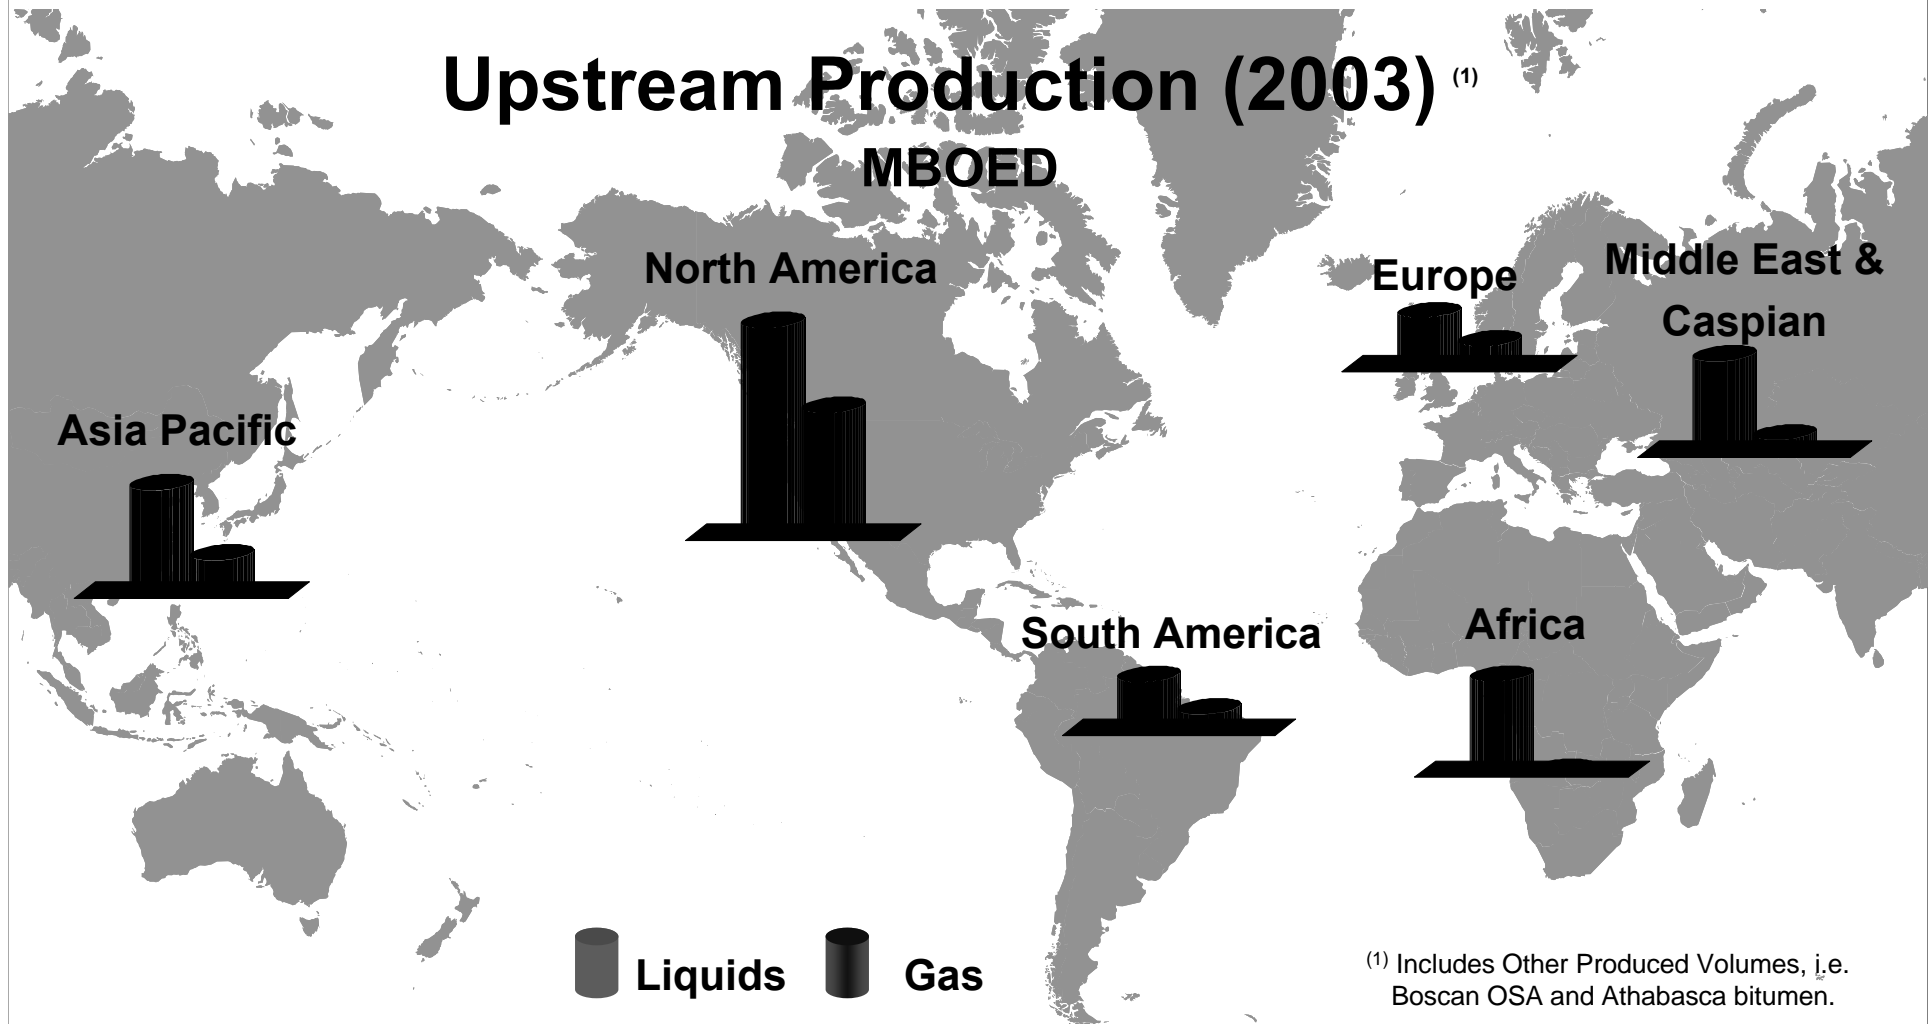 Upstream Production (2003) (1)
MBOED
North America
Europe
Middle East &
Caspian
Asia Pacific
South America
Africa
Liquids
Gas
(1) Includes Other Produced Volumes, i.e.
Boscan OSA and Athabasca bitumen.